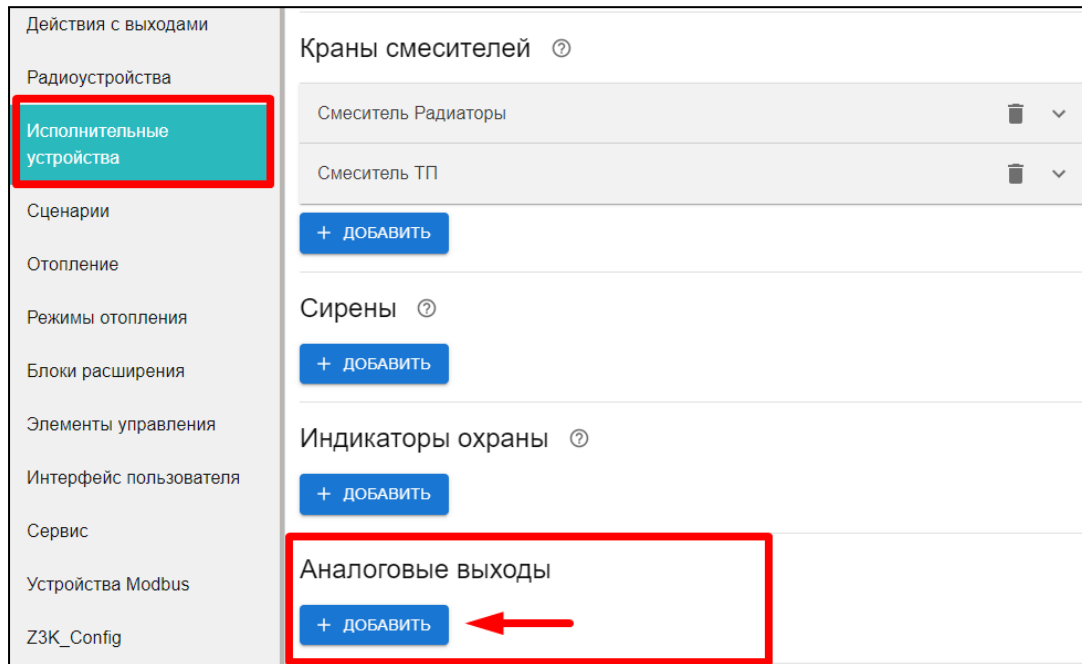 Действия с выходами
Радиоустройства
Исполнительные
устройства
Сценарии
Отопление
Режимы отопления
Блоки расширения
Элементы управления
Интерфейс пользователя
Сервис
Устройства Modbus
Z3K_Config
Краны смесителей ?
Смеситель Радиаторы
Смеситель ТП
+ ДОБАВИТЬ
Сирены ?
+ ДОБАВИТЬ
Индикаторы охраны ?
+ ДОБАВИТЬ
Аналоговые выходы
+ ДОБАВИТЬ